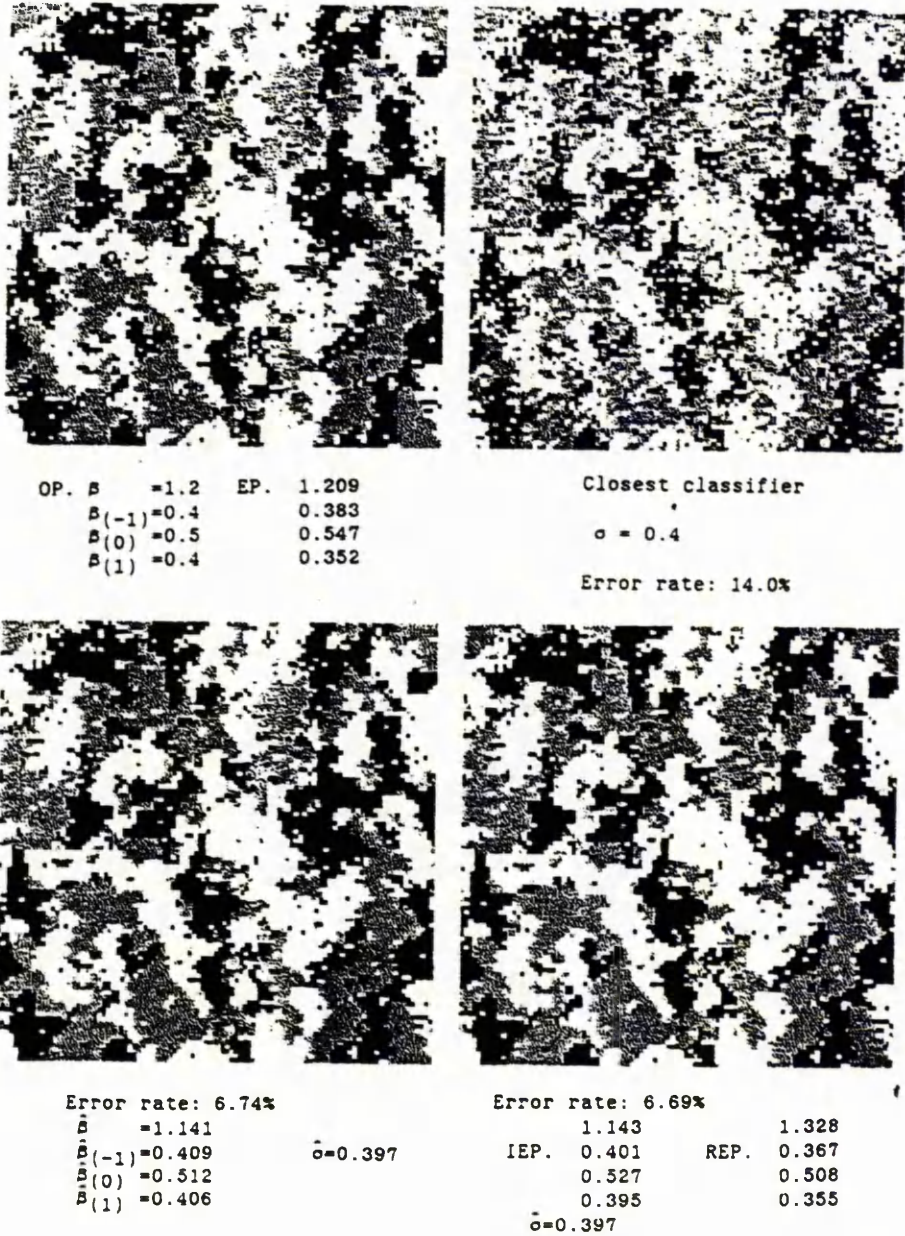 OP. β =1.2 EP. 1.209
β(-1)=0.4 0.383
β(0) =0.5 0.547
β(1) =0.4 0.352
Closest classifier
σ = 0.4
Error rate: 14.0%
Error rate: 6.74%
β̂ =1.141
β̂(-1)=0.409 σ̂=0.397
β̂(0) =0.512
β̂(1) =0.406
Error rate: 6.69%
1.143 1.328
IEP. 0.401 REP. 0.367
0.527 0.508
0.395 0.355
σ̂=0.397